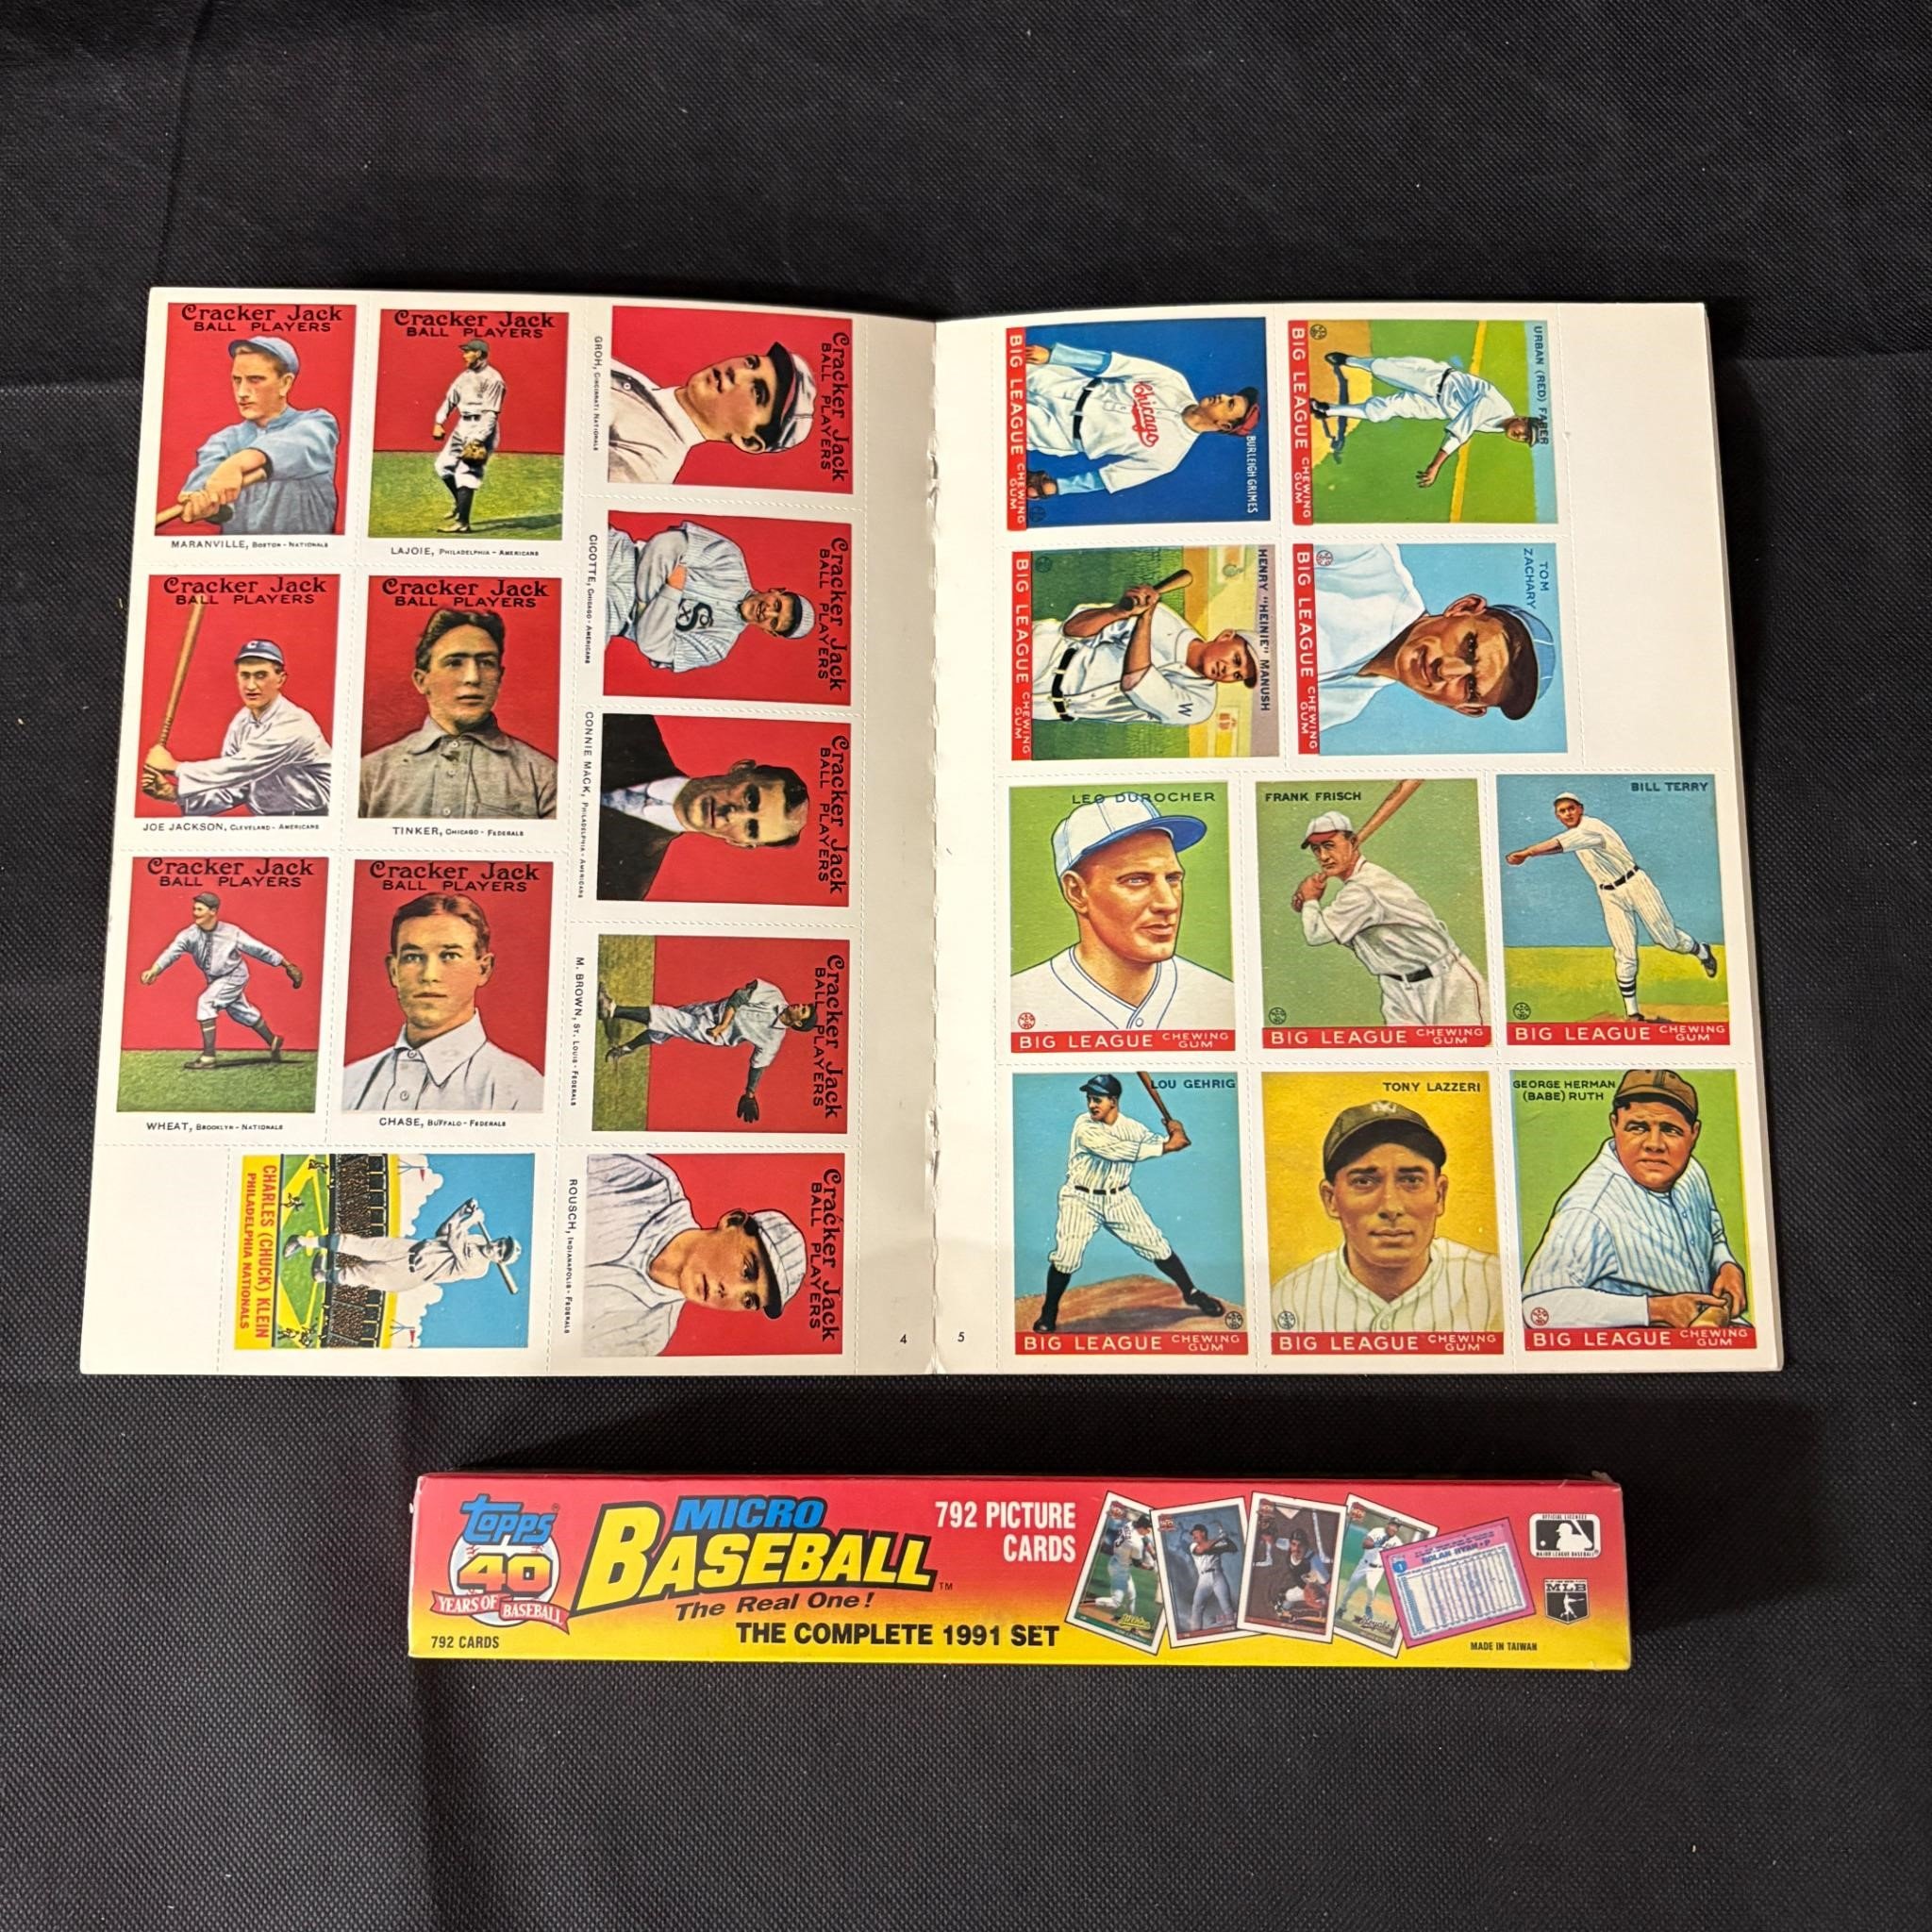 Cracker Jack
BALL PLAYERS
MARANVILLE, BOSTON - NATIONALS
Cracker Jack
BALL PLAYERS
LAJOIE, PHILADELPHIA - AMERICANS
Cracker Jack
BALL PLAYERS
GROH, CINCINNATI NATIONALS
Cracker Jack
BALL PLAYERS
JOE JACKSON, CLEVELAND - AMERICANS
Cracker Jack
BALL PLAYERS
TINKER, CHICAGO - FEDERALS
Cracker Jack
BALL PLAYERS
CICOTTE, CHICAGO - AMERICANS
Cracker Jack
BALL PLAYERS
CONNIE MACK, PHILADELPHIA - AMERICANS
Cracker Jack
BALL PLAYERS
WHEAT, BROOKLYN - NATIONALS
Cracker Jack
BALL PLAYERS
CHASE, BUFFALO - FEDERALS
Cracker Jack
BALL PLAYERS
M. BROWN, ST. LOUIS - FEDERALS
CHARLES (CHUCK) KLEIN
PHILADELPHIA NATIONALS
Cracker Jack
BALL PLAYERS
ROUSCH, INDIANAPOLIS - FEDERALS
4
5
BURLEIGH GRIMES
Chicago
BIG LEAGUE CHEWING
GUM
URBAN (RED) FABER
BIG LEAGUE CHEWING
GUM
HENRY "HEINIE" MANUSH
W
BIG LEAGUE CHEWING
GUM
TOM
ZACHARY
BIG LEAGUE CHEWING
GUM
LEO DUROCHER
BIG LEAGUE CHEWING
GUM
FRANK FRISCH
BIG LEAGUE CHEWING
GUM
BILL TERRY
BIG LEAGUE CHEWING
GUM
LOU GEHRIG
BIG LEAGUE CHEWING
GUM
TONY LAZZERI
BIG LEAGUE CHEWING
GUM
GEORGE HERMAN
(BABE) RUTH
BIG LEAGUE CHEWING
GUM
Topps
40
YEARS OF BASEBALL
792 CARDS
MICRO
BASEBALL™
The Real One!
THE COMPLETE 1991 SET
792 PICTURE
CARDS
NOLAN RYAN • P
OFFICIAL LICENSEE
MAJOR LEAGUE BASEBALL
MLB
MADE IN TAIWAN